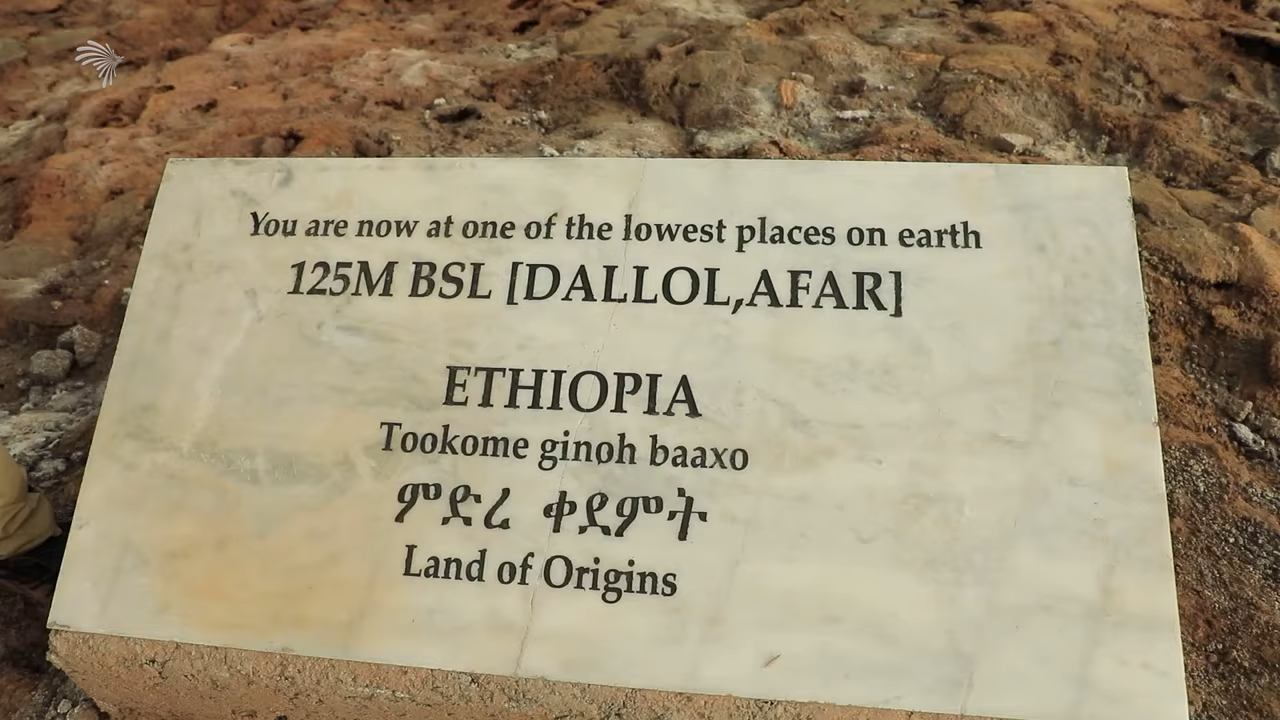 You are now at one of the lowest places on earth
125M BSL [DALLOL,AFAR]
ETHIOPIA
Tookome ginoh baaxo
ምድረ ቀደምት
Land of Origins